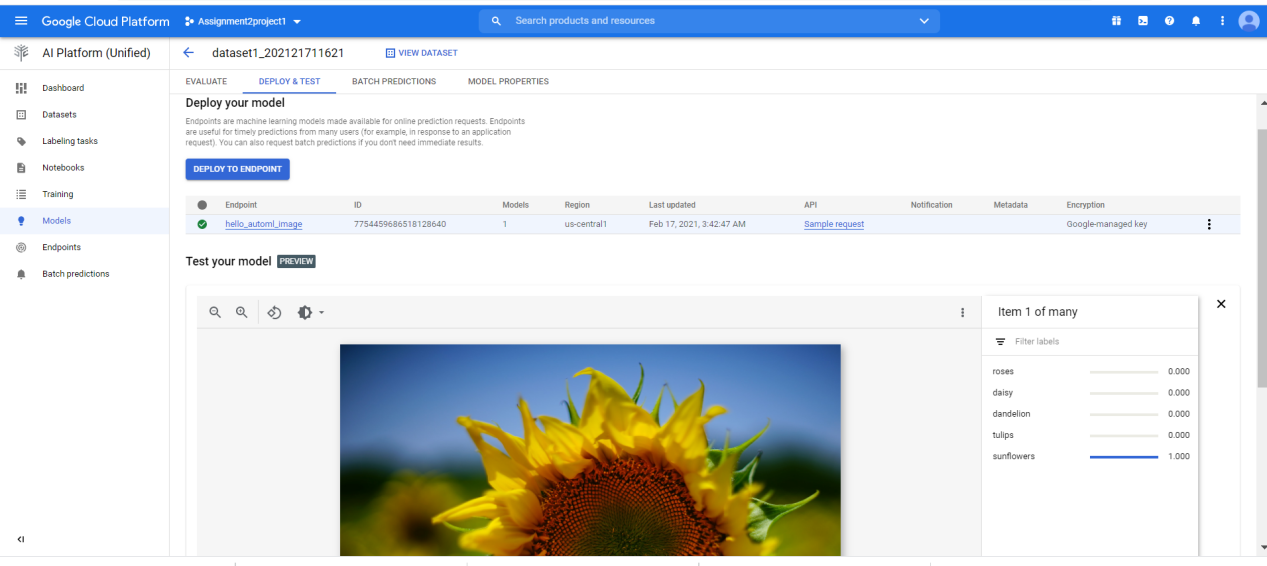 Google Cloud Platform
Assignment2project1
Search products and resources
AI Platform (Unified)
dataset1_202121711621
VIEW DATASET
Dashboard
Datasets
Labeling tasks
Notebooks
Training
Models
Endpoints
Batch predictions
EVALUATE
DEPLOY & TEST
BATCH PREDICTIONS
MODEL PROPERTIES
Deploy your model
Endpoints are machine learning models made available for online prediction requests. Endpoints
are useful for timely predictions from many users (for example, in response to an application
request). You can also request batch predictions if you don't need immediate results.
DEPLOY TO ENDPOINT
Endpoint ID Models Region Last updated API Notification Metadata Encryption
hello_automl_image 7754459686518128640 1 us-central1 Feb 17, 2021, 3:42:47 AM Sample request Google-managed key
Test your model PREVIEW
Item 1 of many
Filter labels
roses 0.000
daisy 0.000
dandelion 0.000
tulips 0.000
sunflowers 1.000